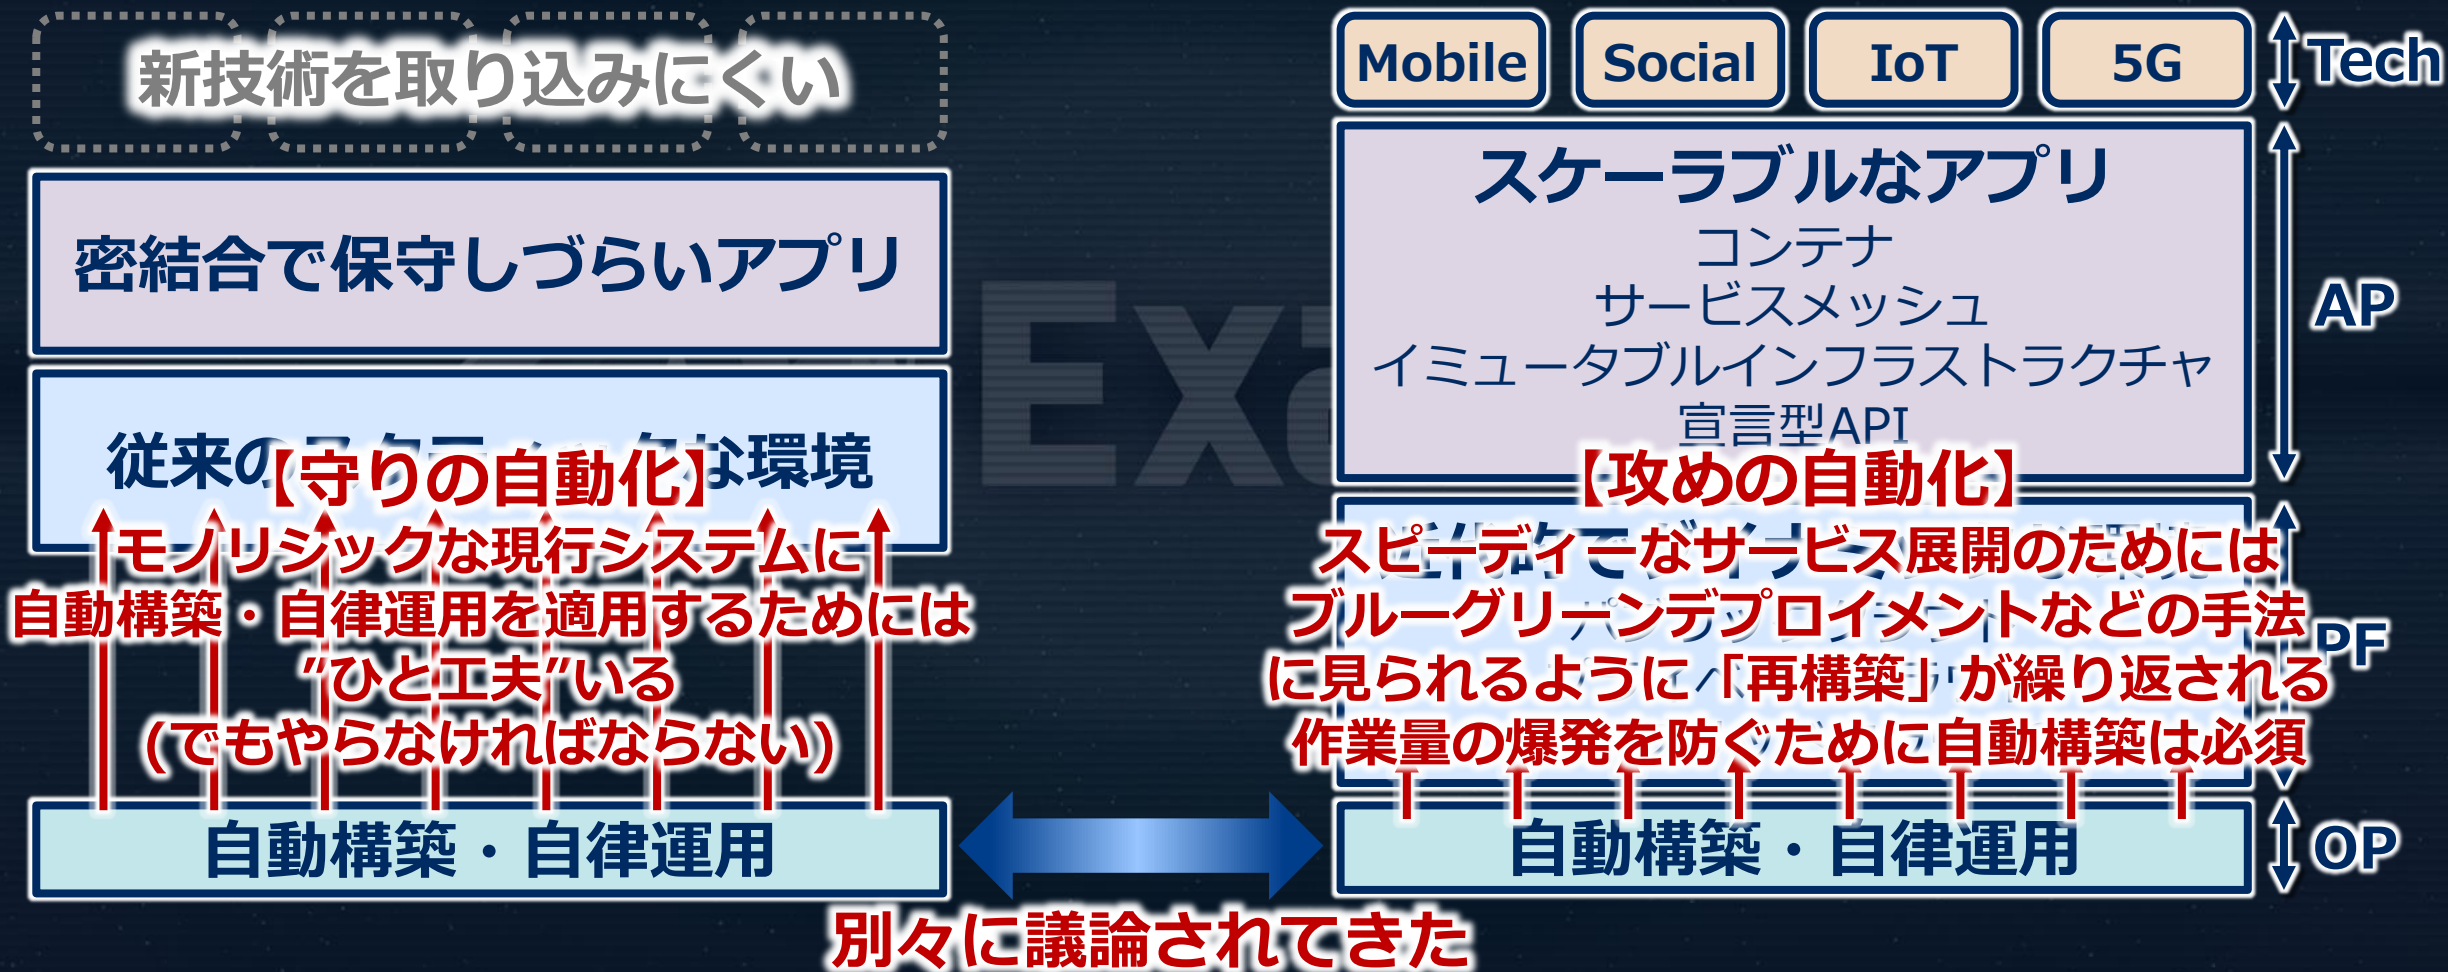 新技術を取り込みにくい
密結合で保守しづらいアプリ
従来の な環境
【守りの自動化】
モノリシックな現行システムに
自動構築・自律運用を適用するためには
”ひと工夫”いる
(でもやらなければならない)
自動構築・自律運用
Mobile Social IoT 5G Tech
スケーラブルなアプリ
コンテナ
サービスメッシュ
イミュータブルインフラストラクチャ
宣言型API
AP
【攻めの自動化】
スピーディーなサービス展開のためには
ブルーグリーンデプロイメントなどの手法
に見られるように「再構築」が繰り返される
作業量の爆発を防ぐために自動構築は必須
PF
自動構築・自律運用
OP
別々に議論されてきた